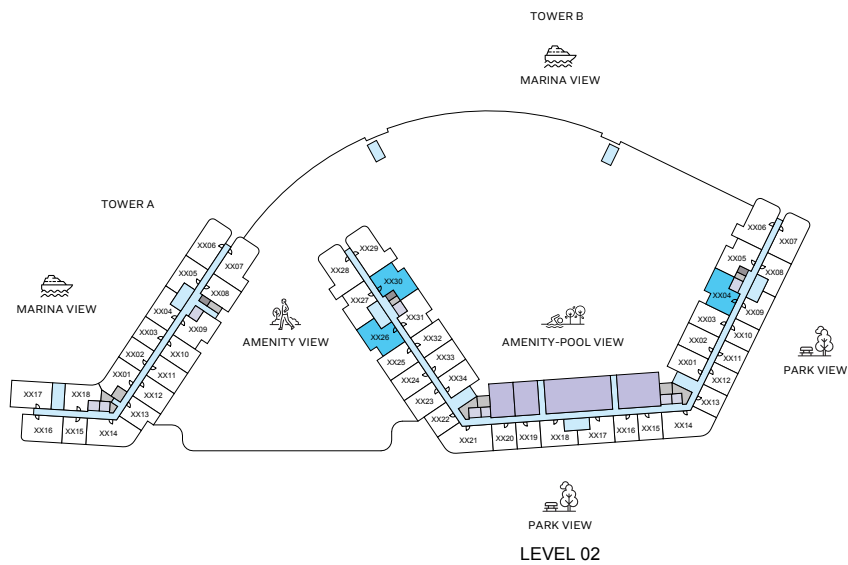 TOWER B
MARINA VIEW
TOWER A
MARINA VIEW
XX06
XX07
XX05
XX08
XX04
XX09
XX03
XX10
XX02
XX11
XX01
XX12
XX13
XX17
XX18
XX16
XX15
XX14
AMENITY VIEW
XX29
XX28
XX30
XX27
XX31
XX26
XX32
XX25
XX33
XX24
XX34
XX23
XX22
XX21
XX20
XX19
XX18
XX17
XX16
XX15
XX14
AMENITY-POOL VIEW
XX06
XX07
XX05
XX08
XX04
XX09
XX03
XX10
XX02
XX11
XX01
XX12
XX13
PARK VIEW
PARK VIEW
LEVEL 02